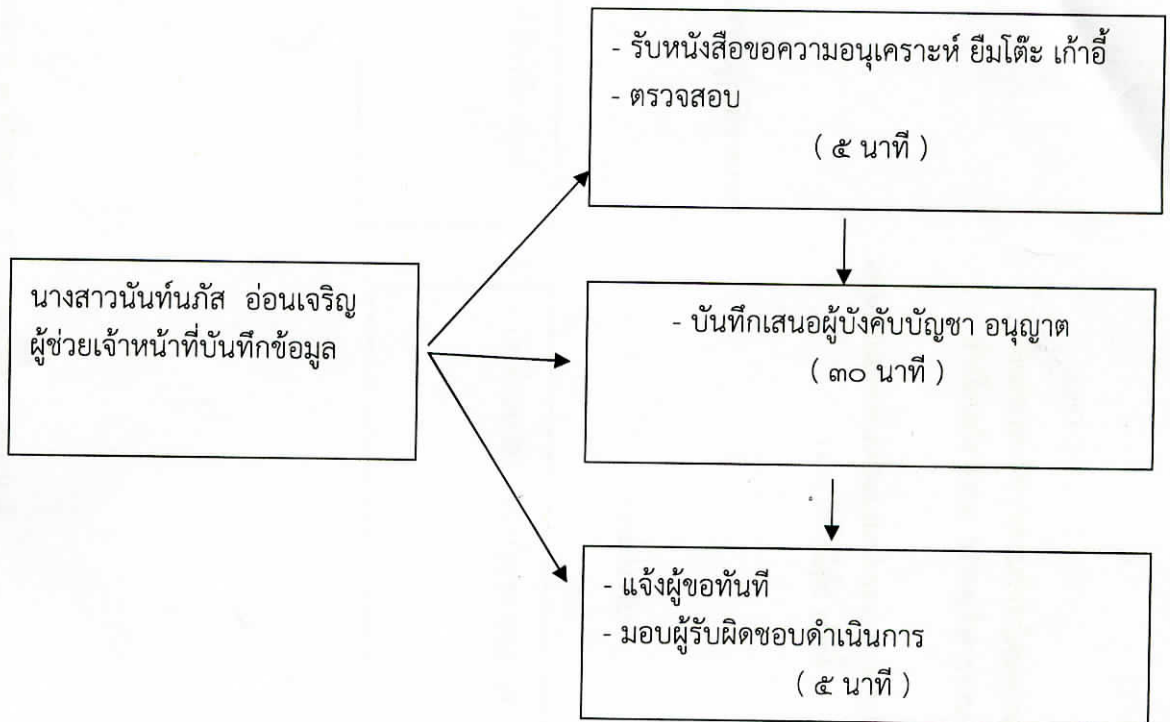 - รับหนังสือขอความอนุเคราะห์ ยืมโต๊ะ เก้าอี้
- ตรวจสอบ
( ๕ นาที )
นางสาวนันท์นภัส อ่อนเจริญ
ผู้ช่วยเจ้าหน้าที่บันทึกข้อมูล
- บันทึกเสนอผู้บังคับบัญชา อนุญาต
( ๓๐ นาที )
- แจ้งผู้ขอทันที
- มอบผู้รับผิดชอบดำเนินการ
( ๕ นาที )